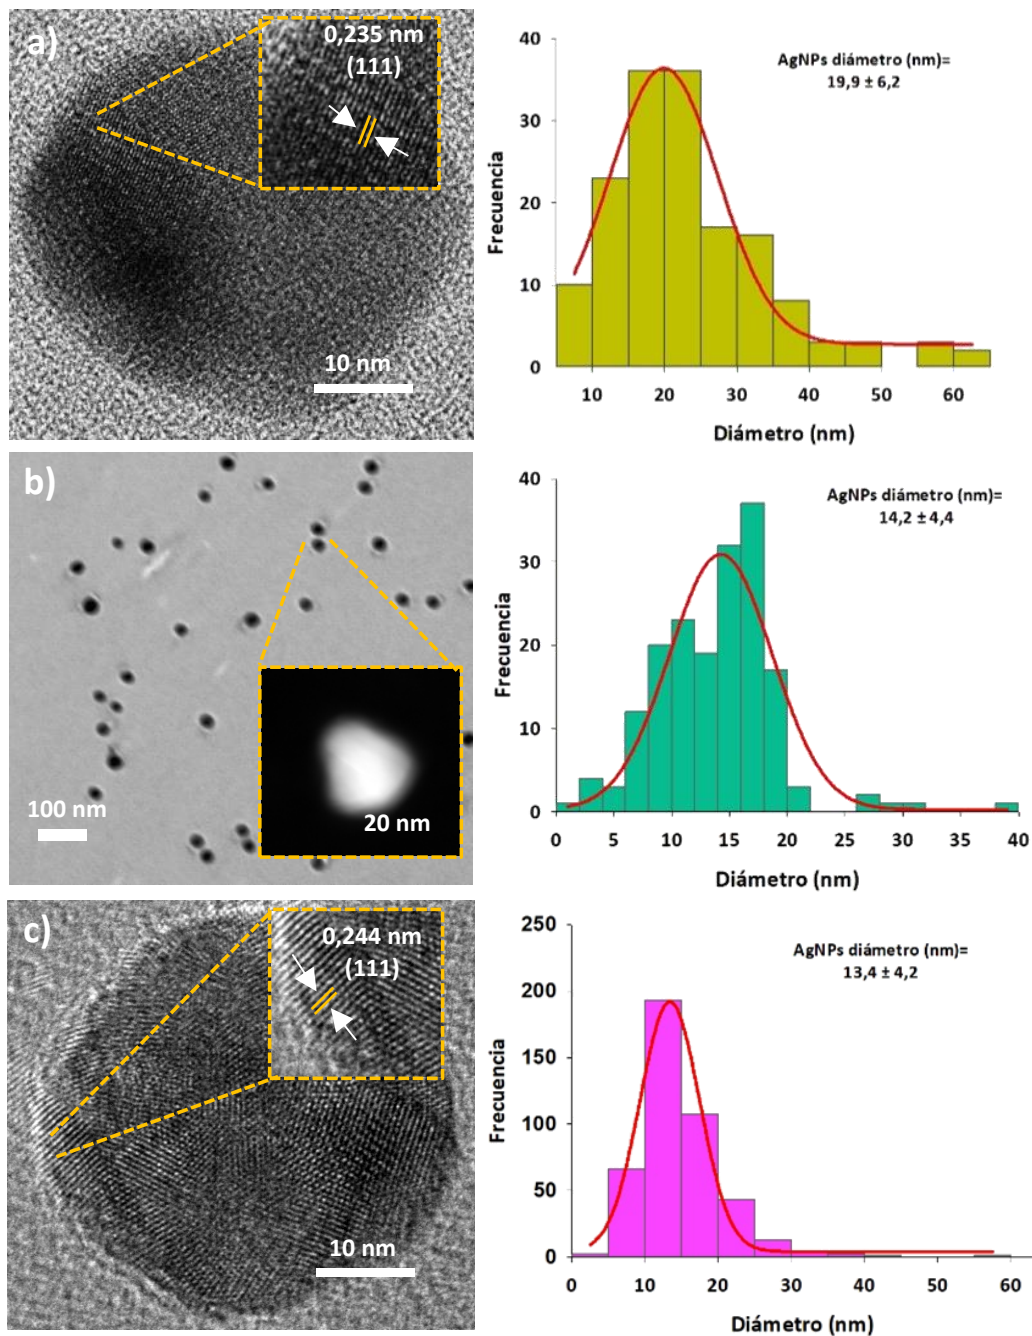 a)
0,235 nm
(111)
10 nm
40
30
20
10
0
Frecuencia
AgNPs diámetro (nm)=
19,9 ± 6,2
10 20 30 40 50 60
Diámetro (nm)
b)
100 nm
20 nm
40
30
20
10
0
Frecuencia
AgNPs diámetro (nm)=
14,2 ± 4,4
0 5 10 15 20 25 30 35 40
Diámetro (nm)
c)
0,244 nm
(111)
10 nm
250
200
150
100
50
0
Frecuencia
AgNPs diámetro (nm)=
13,4 ± 4,2
0 10 20 30 40 50 60
Diámetro (nm)